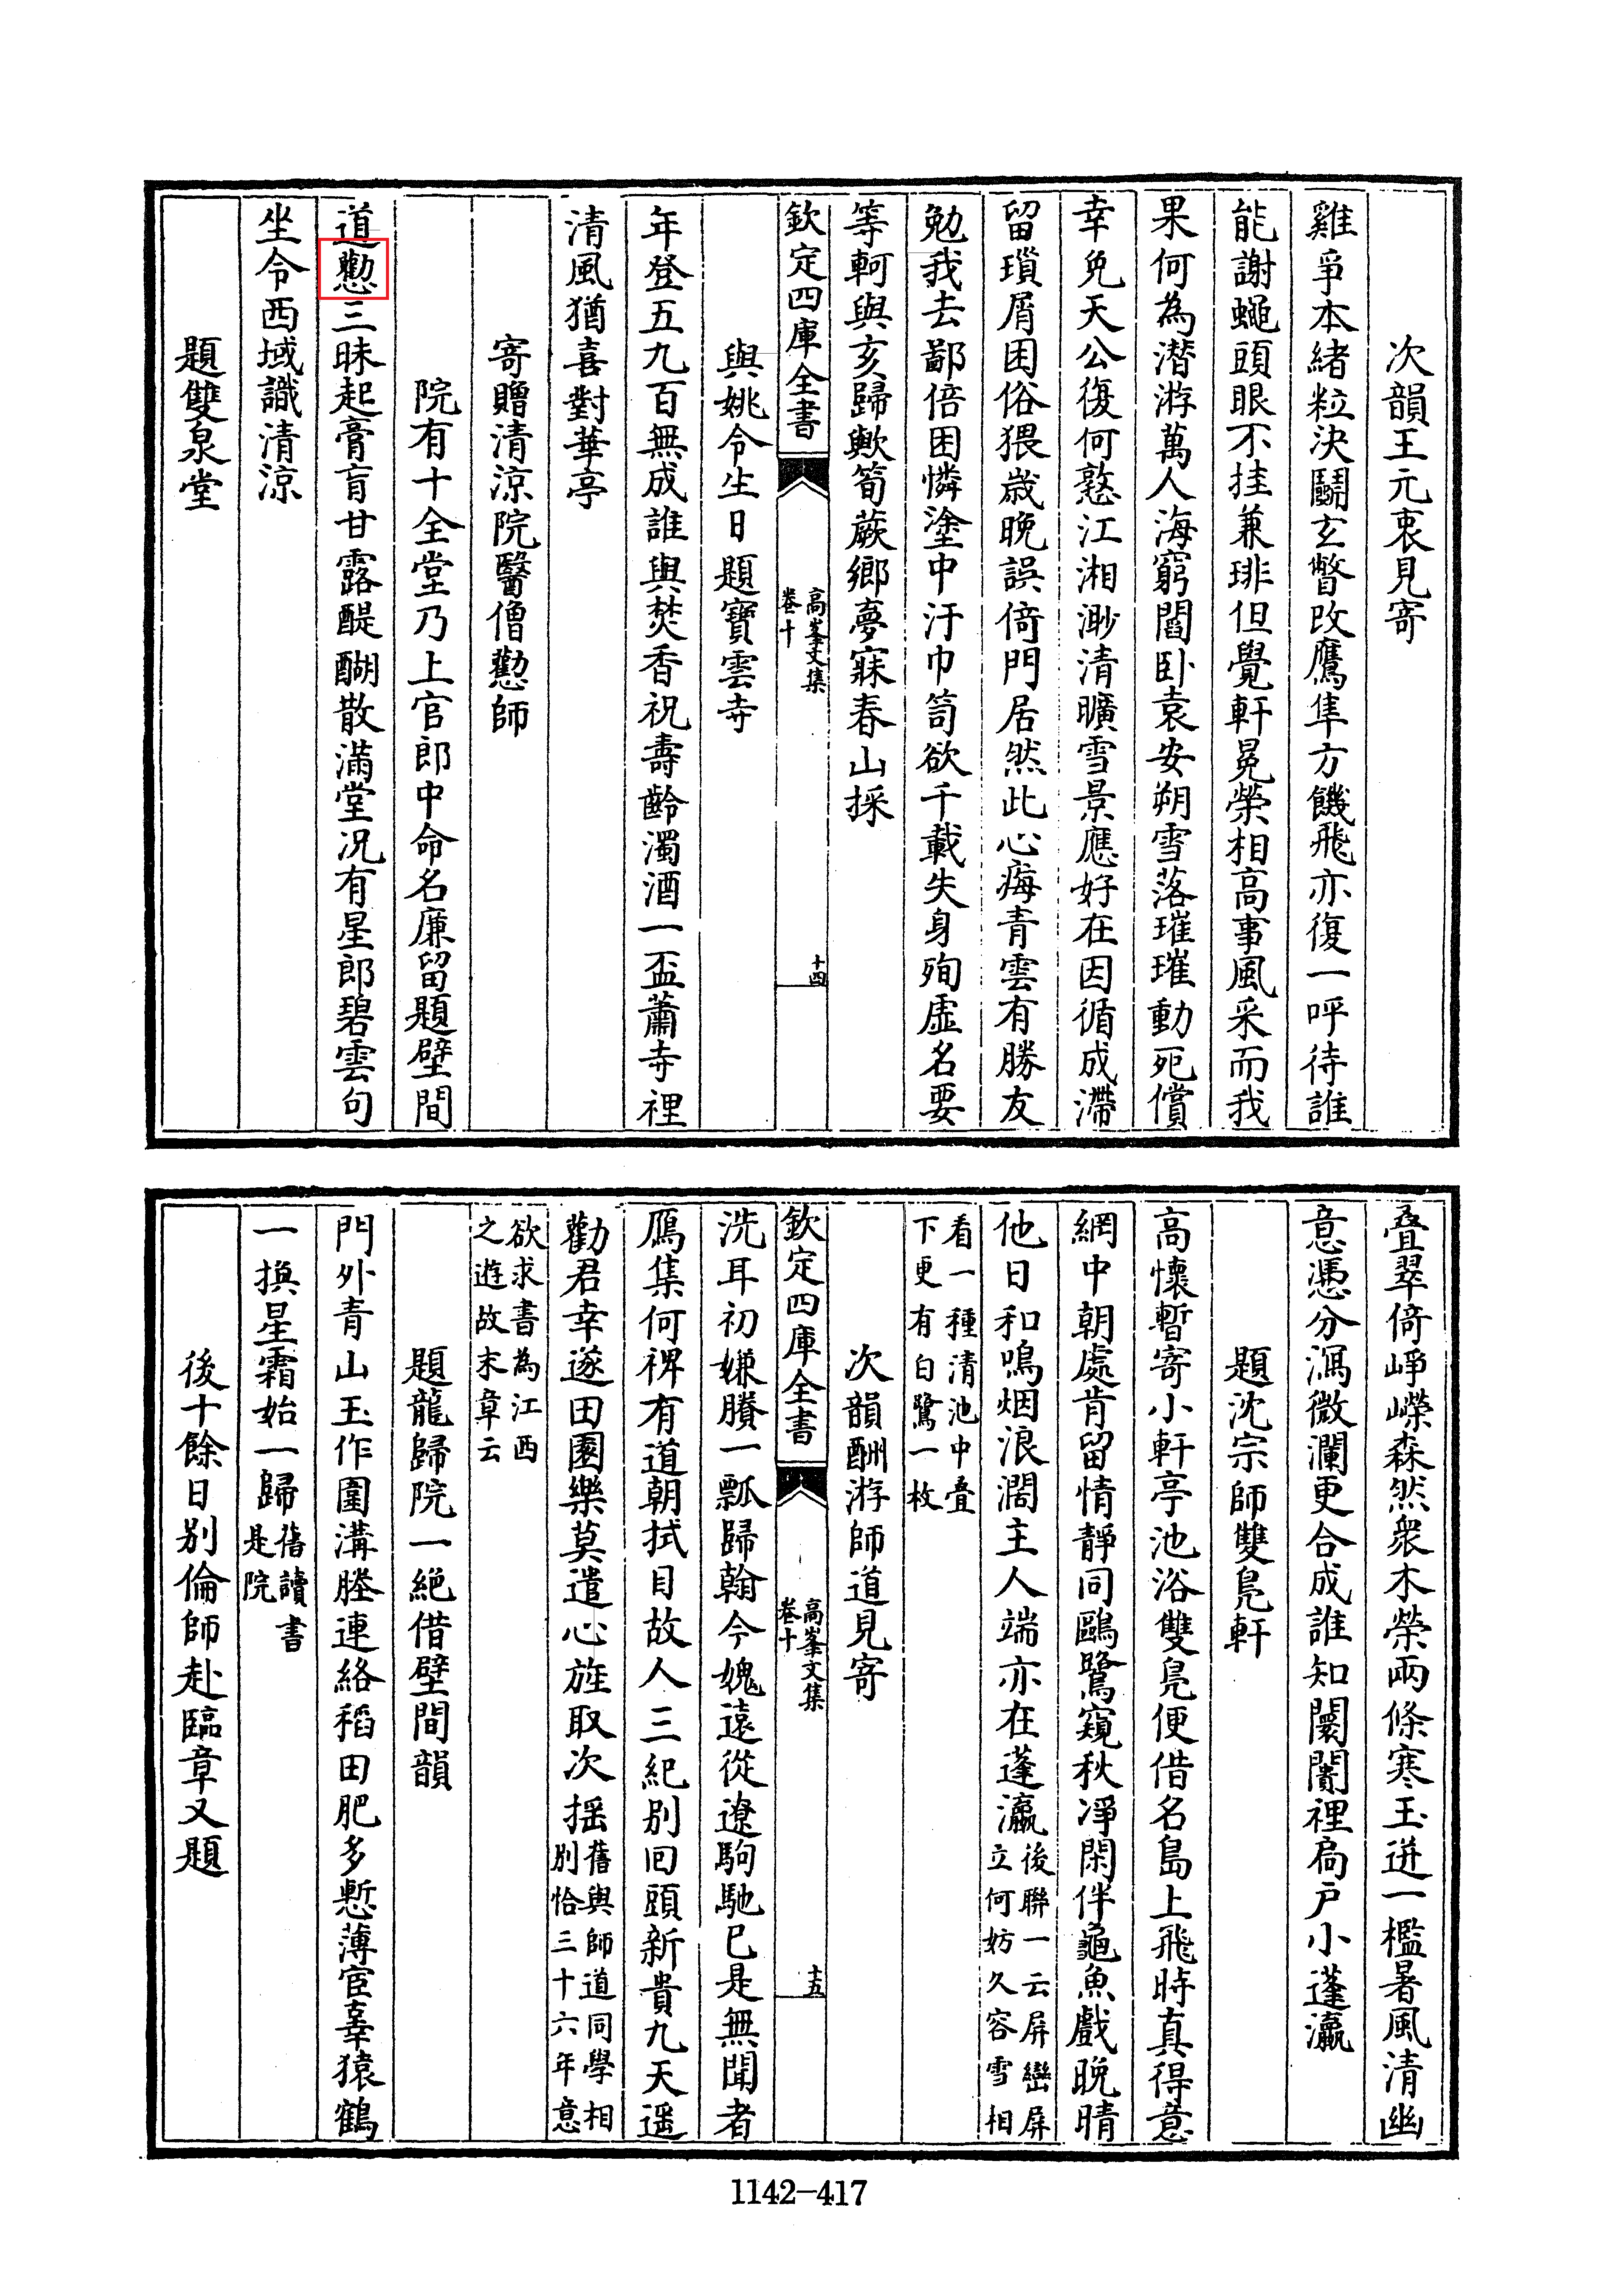 次韻王元衷見寄
雞爭本緒粒決鬭玄瞥改鷹隼方饑飛亦復一呼待誰
能謝蠅頭眼不挂兼琲但覺軒冕榮相高事風采而我
果何為潜游萬人海窮閻卧袁安朔雪落璀璀動死償
幸免天公復何憝江湘渺清曠雪景應好在因循成滯
留瑣屑困俗猥歳晚誤倚門居然此心痗青雲有勝友
勉我去鄙倍困憐塗中汙巾笥欲千載失身殉虛名要
等軻與亥歸歟筍蕨鄉夢寐春山採
欽定四庫全書
高峯文集
卷十
十四
與姚令生日題寶雲寺
年登五九百無成誰與焚香祝壽齡濁酒一盃蕭寺裡
清風猶喜對華亭
寄贈清涼院醫僧懃師
院有十全堂乃上官郎中命名廉留題壁間
道懃三昧起膏肓甘露醍醐散滿堂况有星郎碧雲句
坐令西域識清涼
題雙泉堂
叠翠倚崢嶸森然衆木榮兩條寒玉迸一檻暑風清幽
意憑分㵼微瀾更合成誰知闤闠裡扃户小蓬瀛
題沈宗師雙鳧軒
高懷暫寄小軒亭池浴雙鳧便借名島上飛時真得意
網中朝處肯留情靜同鷗鷺窺秋凈閑伴龜魚戲晚晴
他日和鳴烟浪濶主人端亦在蓬瀛
後聯一云屏巒屏
立何妨久容雪相
看一種清池中叠
下更有白鷺一枚
次韻酬游師道見寄
欽定四庫全書
高峯文集
卷十
十五
洗耳初嫌賸一瓢歸翰今媿遠從遼駒馳已是無聞者
鴈集何裨有道朝拭目故人三紀别回頭新貴九天遥
勸君幸遂田園樂莫遣心旌取次揺
舊與師道同學相
別恰三十六年意
欲求書為江西
之遊故末章云
題龍歸院一絶借壁間韻
門外青山玉作圍溝塍連絡稻田肥多慙薄宦辜猿鶴
一換星霜始一歸
舊讀書
是院
後十餘日别倫師赴臨章又題
1142-417